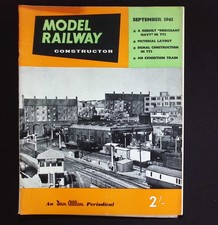 MODEL
RAILWAY
CONSTRUCTOR
SEPTEMBER 1961
A REBUILT "MERCHANT
NAVY" IN TT3
PICTORIAL LAYOUT
SIGNAL CONSTRUCTION
IN TT3
AN EXHIBITION TRAIN
An Ian Allan Periodical
2/-